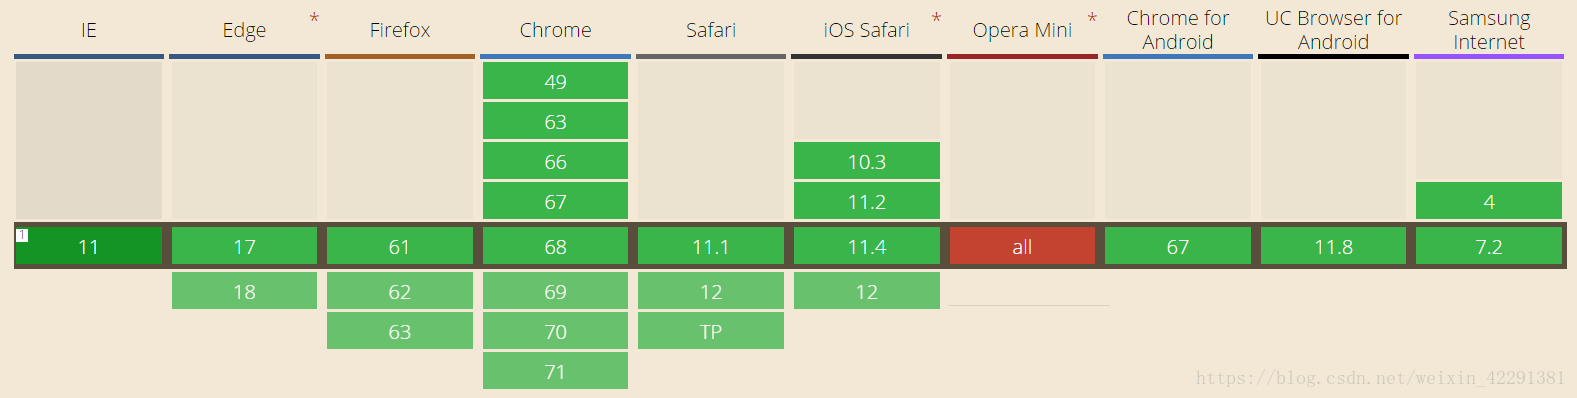 IE Edge * Firefox Chrome Safari iOS Safari * Opera Mini * Chrome for Android UC Browser for Android Samsung Internet
49
63
66 10.3
67 11.2 4
1 11 17 61 68 11.1 11.4 all 67 11.8 7.2
18 62 69 12 12
63 70 TP
71
https://blog.csdn.net/weixin_42291381